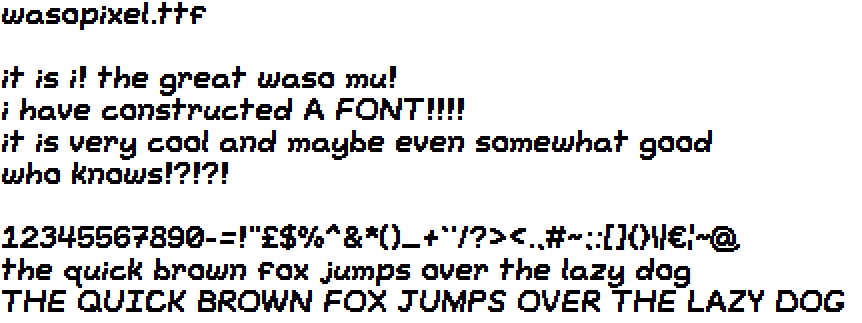 wasopixel.ttf
it is i! the great waso mu!
i have constructed A FONT!!!!
it is very cool and maybe even somewhat good
who knows!?!?!
12345567890-=!"£$%^&*()_+`¨/?><.,#~;:[]{}\|€¦~@
the quick brown fox jumps over the lazy dog
THE QUICK BROWN FOX JUMPS OVER THE LAZY DOG